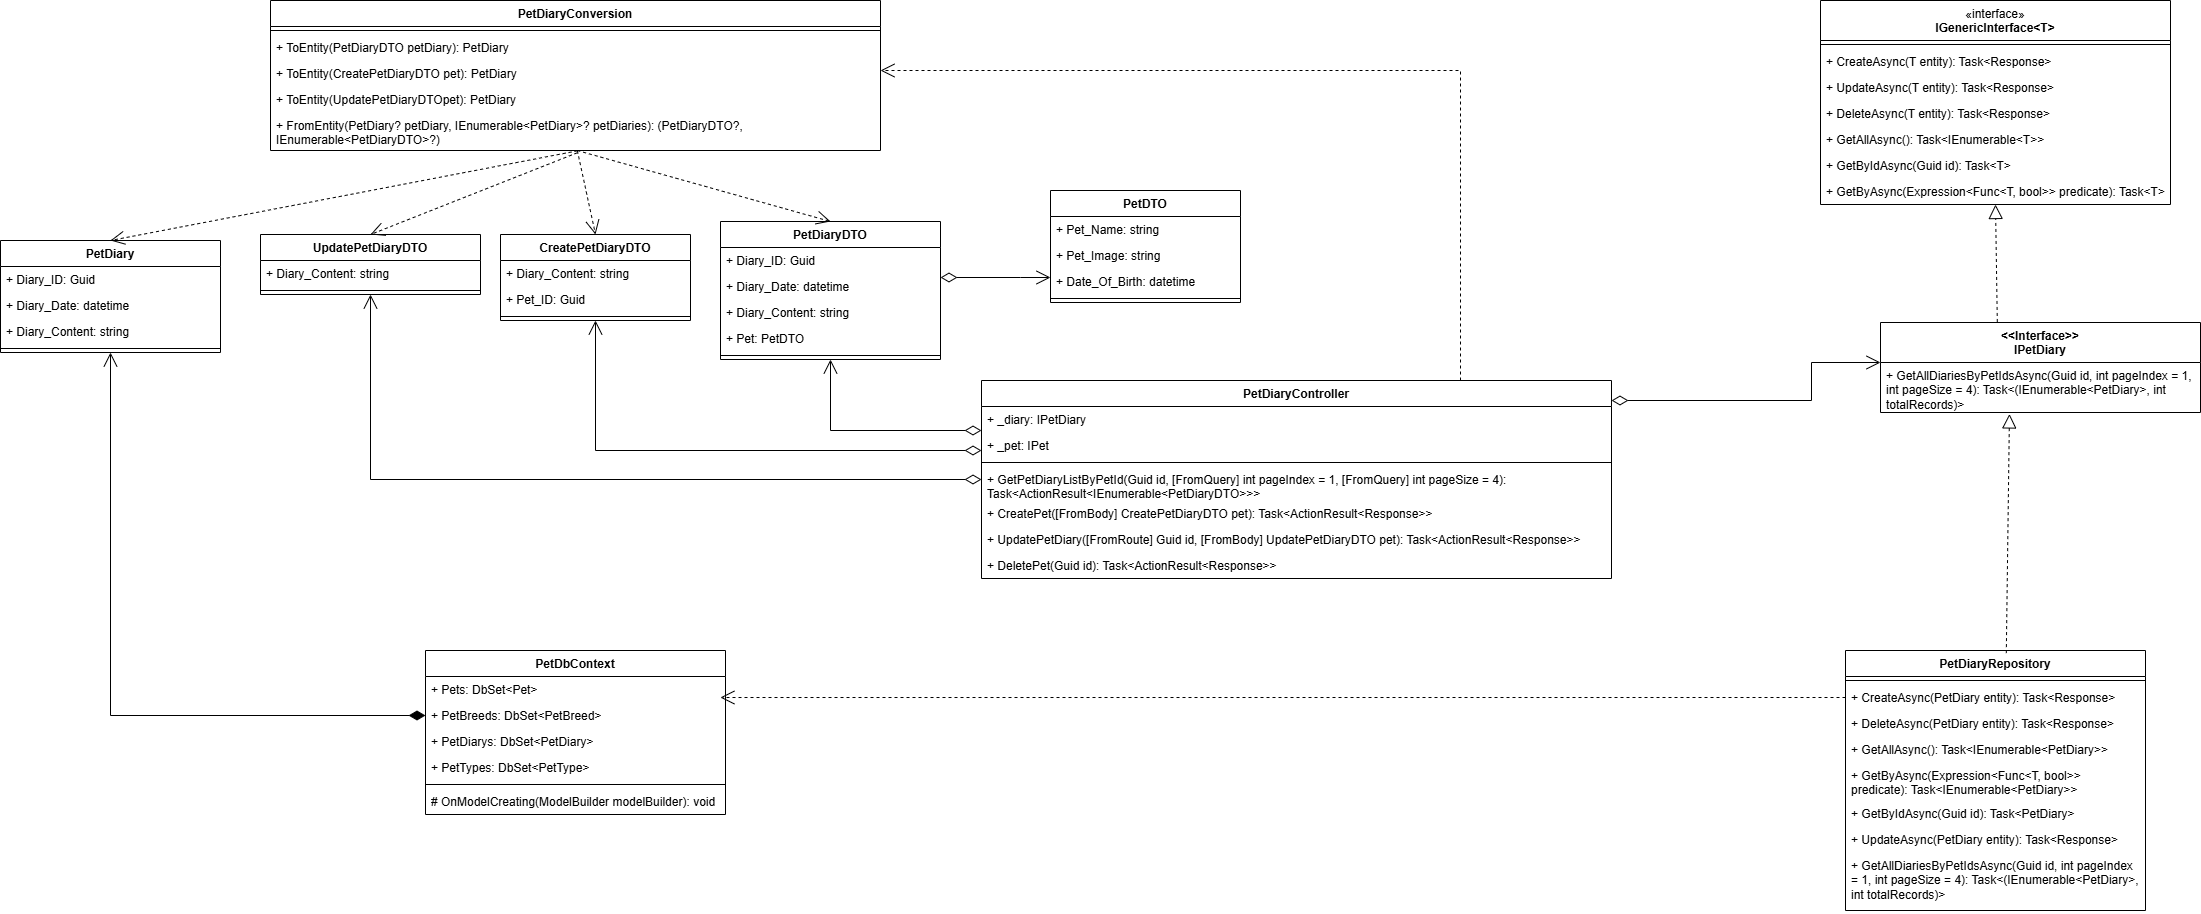 PetDiaryConversion
+ ToEntity(PetDiaryDTO petDiary): PetDiary
+ ToEntity(CreatePetDiaryDTO pet): PetDiary
+ ToEntity(UpdatePetDiaryDTOpet): PetDiary
+ FromEntity(PetDiary? petDiary, IEnumerable<PetDiary>? petDiaries): (PetDiaryDTO?,
IEnumerable<PetDiaryDTO>?)
«interface»
IGenericInterface<T>
+ CreateAsync(T entity): Task<Response>
+ UpdateAsync(T entity): Task<Response>
+ DeleteAsync(T entity): Task<Response>
+ GetAllAsync(): Task<IEnumerable<T>>
+ GetByIdAsync(Guid id): Task<T>
+ GetByAsync(Expression<Func<T, bool>> predicate): Task<T>
PetDiary
+ Diary_ID: Guid
+ Diary_Date: datetime
+ Diary_Content: string
UpdatePetDiaryDTO
+ Diary_Content: string
CreatePetDiaryDTO
+ Diary_Content: string
+ Pet_ID: Guid
PetDiaryDTO
+ Diary_ID: Guid
+ Diary_Date: datetime
+ Diary_Content: string
+ Pet: PetDTO
PetDTO
+ Pet_Name: string
+ Pet_Image: string
+ Date_Of_Birth: datetime
<<Interface>>
IPetDiary
+ GetAllDiariesByPetIdsAsync(Guid id, int pageIndex = 1,
int pageSize = 4): Task<(IEnumerable<PetDiary>, int
totalRecords)>
PetDiaryController
+ _diary: IPetDiary
+ _pet: IPet
+ GetPetDiaryListByPetId(Guid id, [FromQuery] int pageIndex = 1, [FromQuery] int pageSize = 4):
Task<ActionResult<IEnumerable<PetDiaryDTO>>>
+ CreatePet([FromBody] CreatePetDiaryDTO pet): Task<ActionResult<Response>>
+ UpdatePetDiary([FromRoute] Guid id, [FromBody] UpdatePetDiaryDTO pet): Task<ActionResult<Response>>
+ DeletePet(Guid id): Task<ActionResult<Response>>
PetDbContext
+ Pets: DbSet<Pet>
+ PetBreeds: DbSet<PetBreed>
+ PetDiarys: DbSet<PetDiary>
+ PetTypes: DbSet<PetType>
# OnModelCreating(ModelBuilder modelBuilder): void
PetDiaryRepository
+ CreateAsync(PetDiary entity): Task<Response>
+ DeleteAsync(PetDiary entity): Task<Response>
+ GetAllAsync(): Task<IEnumerable<PetDiary>>
+ GetByAsync(Expression<Func<T, bool>>
predicate): Task<IEnumerable<PetDiary>>
+ GetByIdAsync(Guid id): Task<PetDiary>
+ UpdateAsync(PetDiary entity): Task<Response>
+ GetAllDiariesByPetIdsAsync(Guid id, int pageIndex
= 1, int pageSize = 4): Task<(IEnumerable<PetDiary>,
int totalRecords)>